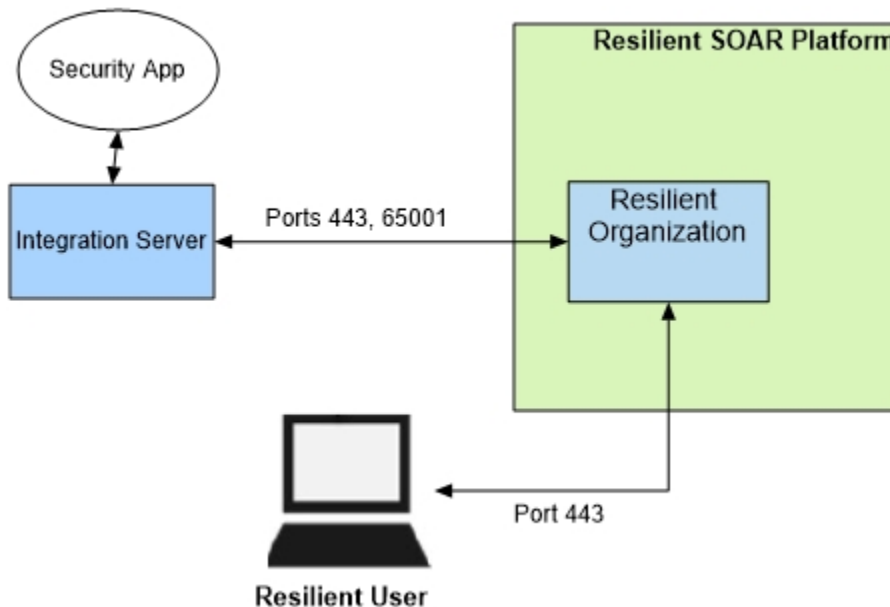 Security App
Resilient SOAR Platform
Integration Server
Ports 443, 65001
Resilient
Organization
Port 443
Resilient User